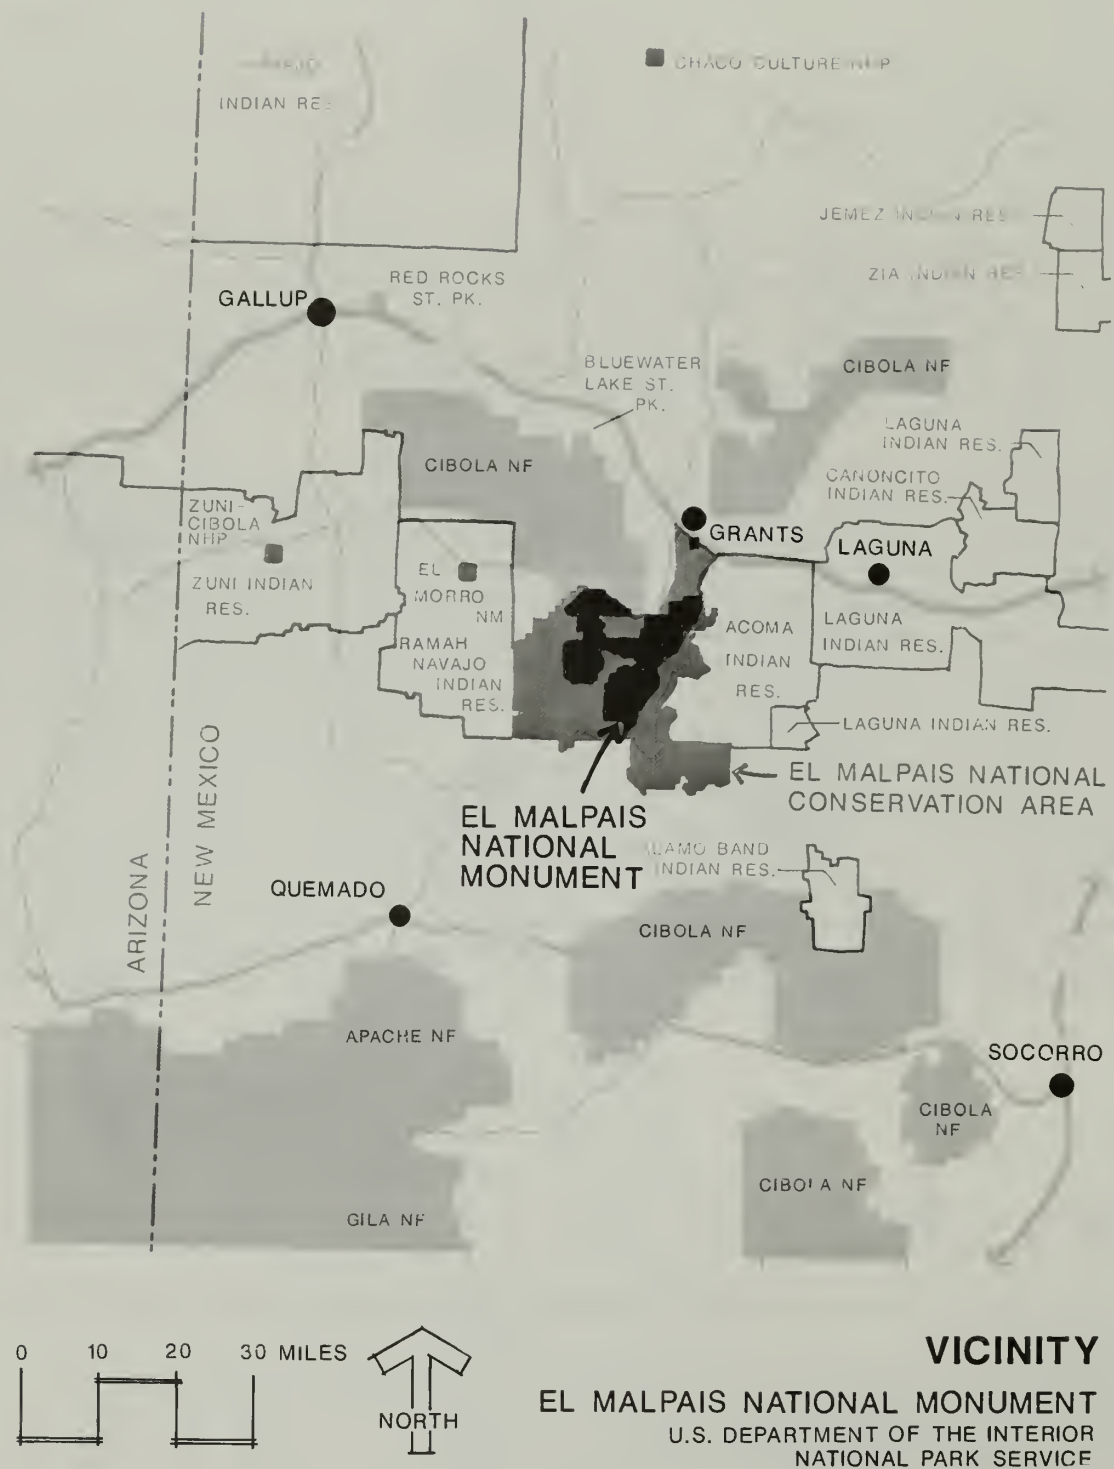 CHACO CULTURE NHP
INDIAN RES.
JEMEZ INDIAN RES.
ZIA INDIAN RES.
RED ROCKS
ST. PK.
GALLUP
BLUEWATER
LAKE ST.
PK.
CIBOLA NF
LAGUNA
INDIAN RES.
CIBOLA NF
CANONCITO
INDIAN RES.
ZUNI-
CIBOLA
NHP
GRANTS
LAGUNA
ZUNI INDIAN
RES.
EL
MORRO
NM
ACOMA
INDIAN
RES.
LAGUNA
INDIAN RES.
RAMAH
NAVAJO
INDIAN
RES.
LAGUNA INDIAN RES.
EL MALPAIS NATIONAL
CONSERVATION AREA
EL MALPAIS
NATIONAL
MONUMENT
NEW MEXICO
ARIZONA
BAND
INDIAN RES.
QUEMADO
CIBOLA NF
APACHE NF
SOCORRO
CIBOLA
NF
CIBOLA NF
GILA NF
0 10 20 30 MILES
NORTH
VICINITY
EL MALPAIS NATIONAL MONUMENT
U.S. DEPARTMENT OF THE INTERIOR
NATIONAL PARK SERVICE